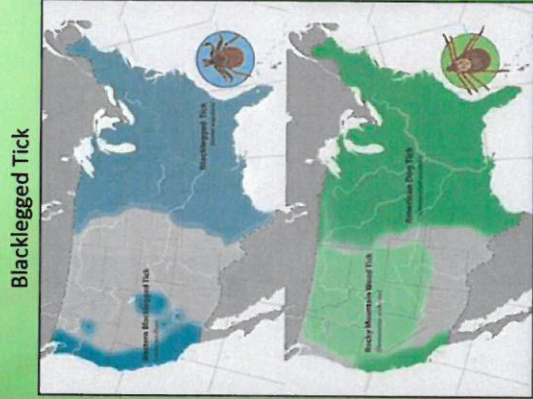 Blacklegged Tick
Blacklegged Tick
Western Blacklegged Tick
American Dog Tick
Rocky Mountain Wood Tick